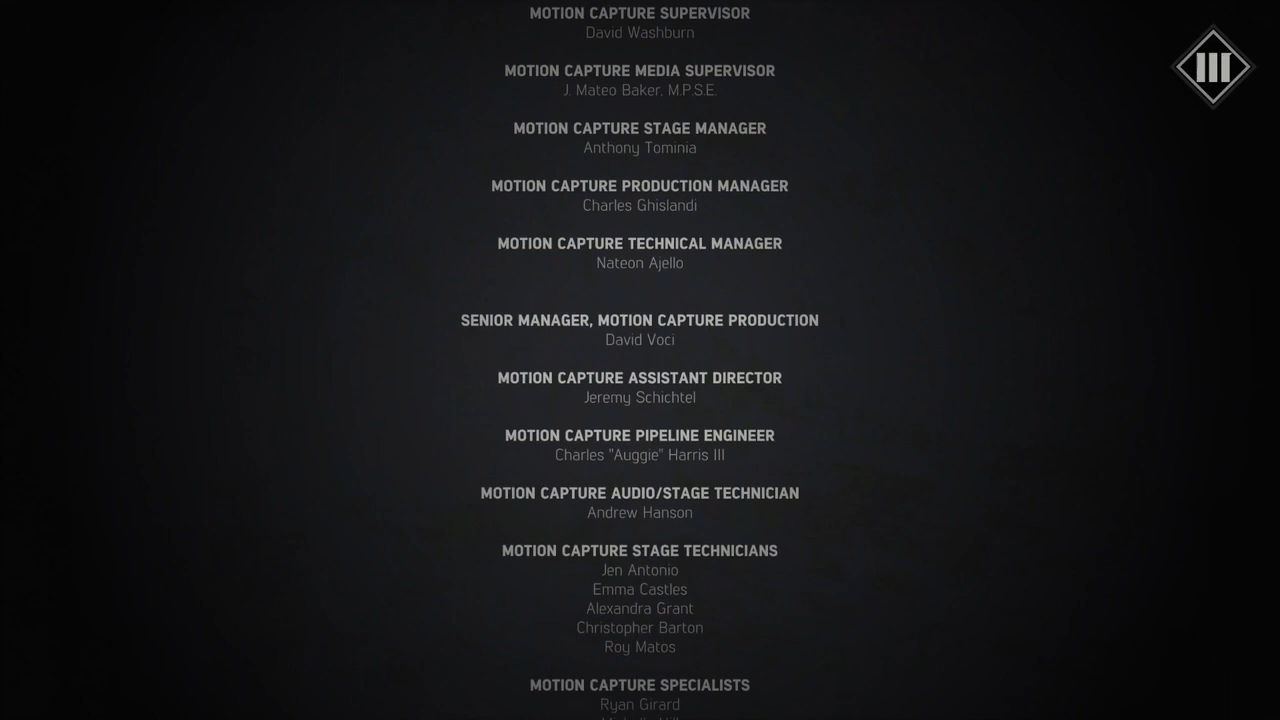 MOTION CAPTURE SUPERVISOR
David Washburn
MOTION CAPTURE MEDIA SUPERVISOR
J. Mateo Baker, M.P.S.E.
MOTION CAPTURE STAGE MANAGER
Anthony Tominia
MOTION CAPTURE PRODUCTION MANAGER
Charles Ghislandi
MOTION CAPTURE TECHNICAL MANAGER
Nateon Ajello
SENIOR MANAGER, MOTION CAPTURE PRODUCTION
David Voci
MOTION CAPTURE ASSISTANT DIRECTOR
Jeremy Schichtel
MOTION CAPTURE PIPELINE ENGINEER
Charles "Auggie" Harris III
MOTION CAPTURE AUDIO/STAGE TECHNICIAN
Andrew Hanson
MOTION CAPTURE STAGE TECHNICIANS
Jen Antonio
Emma Castles
Alexandra Grant
Christopher Barton
Roy Matos
MOTION CAPTURE SPECIALISTS
Ryan Girard
III